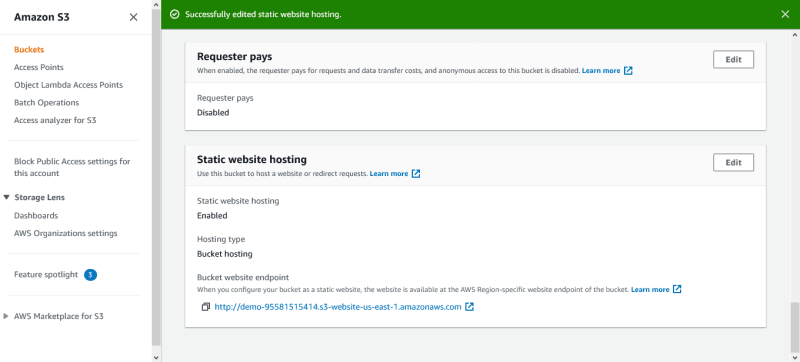 Amazon S3
Buckets
Access Points
Object Lambda Access Points
Batch Operations
Access analyzer for S3
Block Public Access settings for
this account
Storage Lens
Dashboards
AWS Organizations settings
Feature spotlight 3
AWS Marketplace for S3
Successfully edited static website hosting.
Requester pays
Edit
When enabled, the requester pays for requests and data transfer costs, and anonymous access to this bucket is disabled. Learn more
Requester pays
Disabled
Static website hosting
Edit
Use this bucket to host a website or redirect requests. Learn more
Static website hosting
Enabled
Hosting type
Bucket hosting
Bucket website endpoint
When you configure your bucket as a static website, the website is available at the AWS Region-specific website endpoint of the bucket. Learn more
http://demo-95581515414.s3-website-us-east-1.amazonaws.com